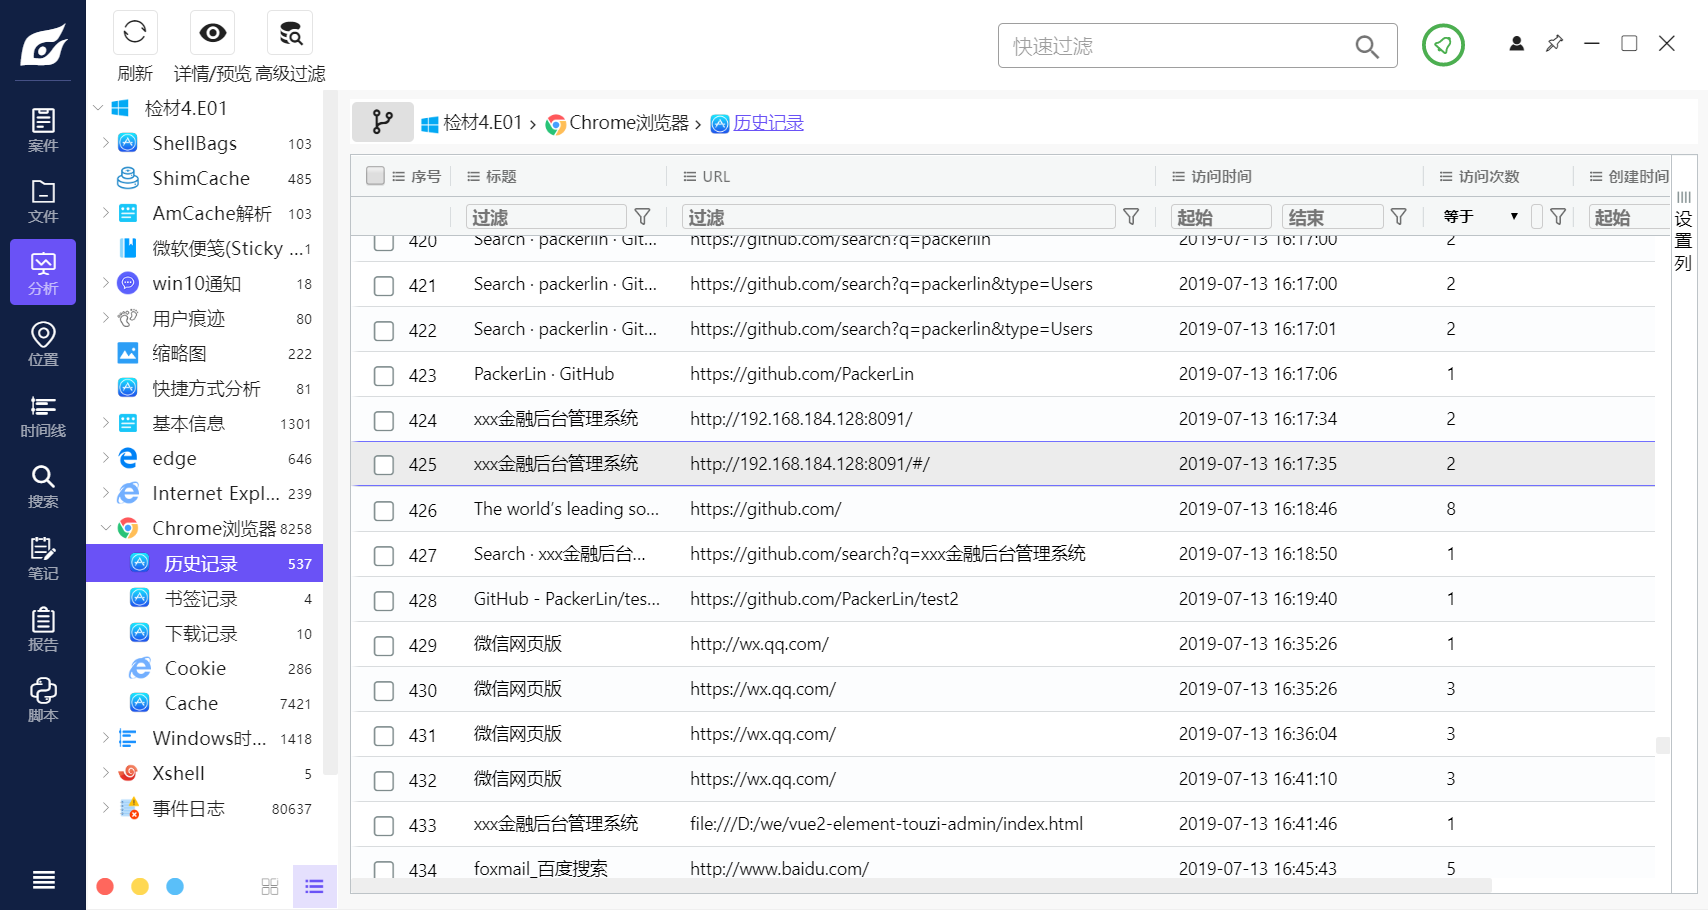 刷新
详情/预览
高级过滤
快速过滤
案件
文件
分析
位置
时间线
搜索
笔记
报告
脚本
检材4.E01
ShellBags 103
ShimCache 485
AmCache解析 103
微软便笺(Sticky ... 1
win10通知 18
用户痕迹 80
缩略图 222
快捷方式分析 81
基本信息 1301
edge 646
Internet Expl... 239
Chrome浏览器 8258
历史记录 537
书签记录 4
下载记录 10
Cookie 286
Cache 7421
Windows时... 1418
Xshell 5
事件日志 80637
检材4.E01 › Chrome浏览器 › 历史记录
序号 标题 URL 访问时间 访问次数 创建时间
过滤 过滤 起始 结束 等于 起始
设置列
420 Search · packerlin · Git... https://github.com/search?q=packerlin 2019-07-13 16:17:00 2
421 Search · packerlin · Git... https://github.com/search?q=packerlin&type=Users 2019-07-13 16:17:00 2
422 Search · packerlin · Git... https://github.com/search?q=packerlin&type=Users 2019-07-13 16:17:01 2
423 PackerLin · GitHub https://github.com/PackerLin 2019-07-13 16:17:06 1
424 xxx金融后台管理系统 http://192.168.184.128:8091/ 2019-07-13 16:17:34 2
425 xxx金融后台管理系统 http://192.168.184.128:8091/#/ 2019-07-13 16:17:35 2
426 The world’s leading so... https://github.com/ 2019-07-13 16:18:46 8
427 Search · xxx金融后台... https://github.com/search?q=xxx金融后台管理系统 2019-07-13 16:18:50 1
428 GitHub - PackerLin/tes... https://github.com/PackerLin/test2 2019-07-13 16:19:40 1
429 微信网页版 http://wx.qq.com/ 2019-07-13 16:35:26 1
430 微信网页版 https://wx.qq.com/ 2019-07-13 16:35:26 3
431 微信网页版 https://wx.qq.com/ 2019-07-13 16:36:04 3
432 微信网页版 https://wx.qq.com/ 2019-07-13 16:41:10 3
433 xxx金融后台管理系统 file:///D:/we/vue2-element-touzi-admin/index.html 2019-07-13 16:41:46 1
434 foxmail_百度搜索 http://www.baidu.com/ 2019-07-13 16:45:43 5